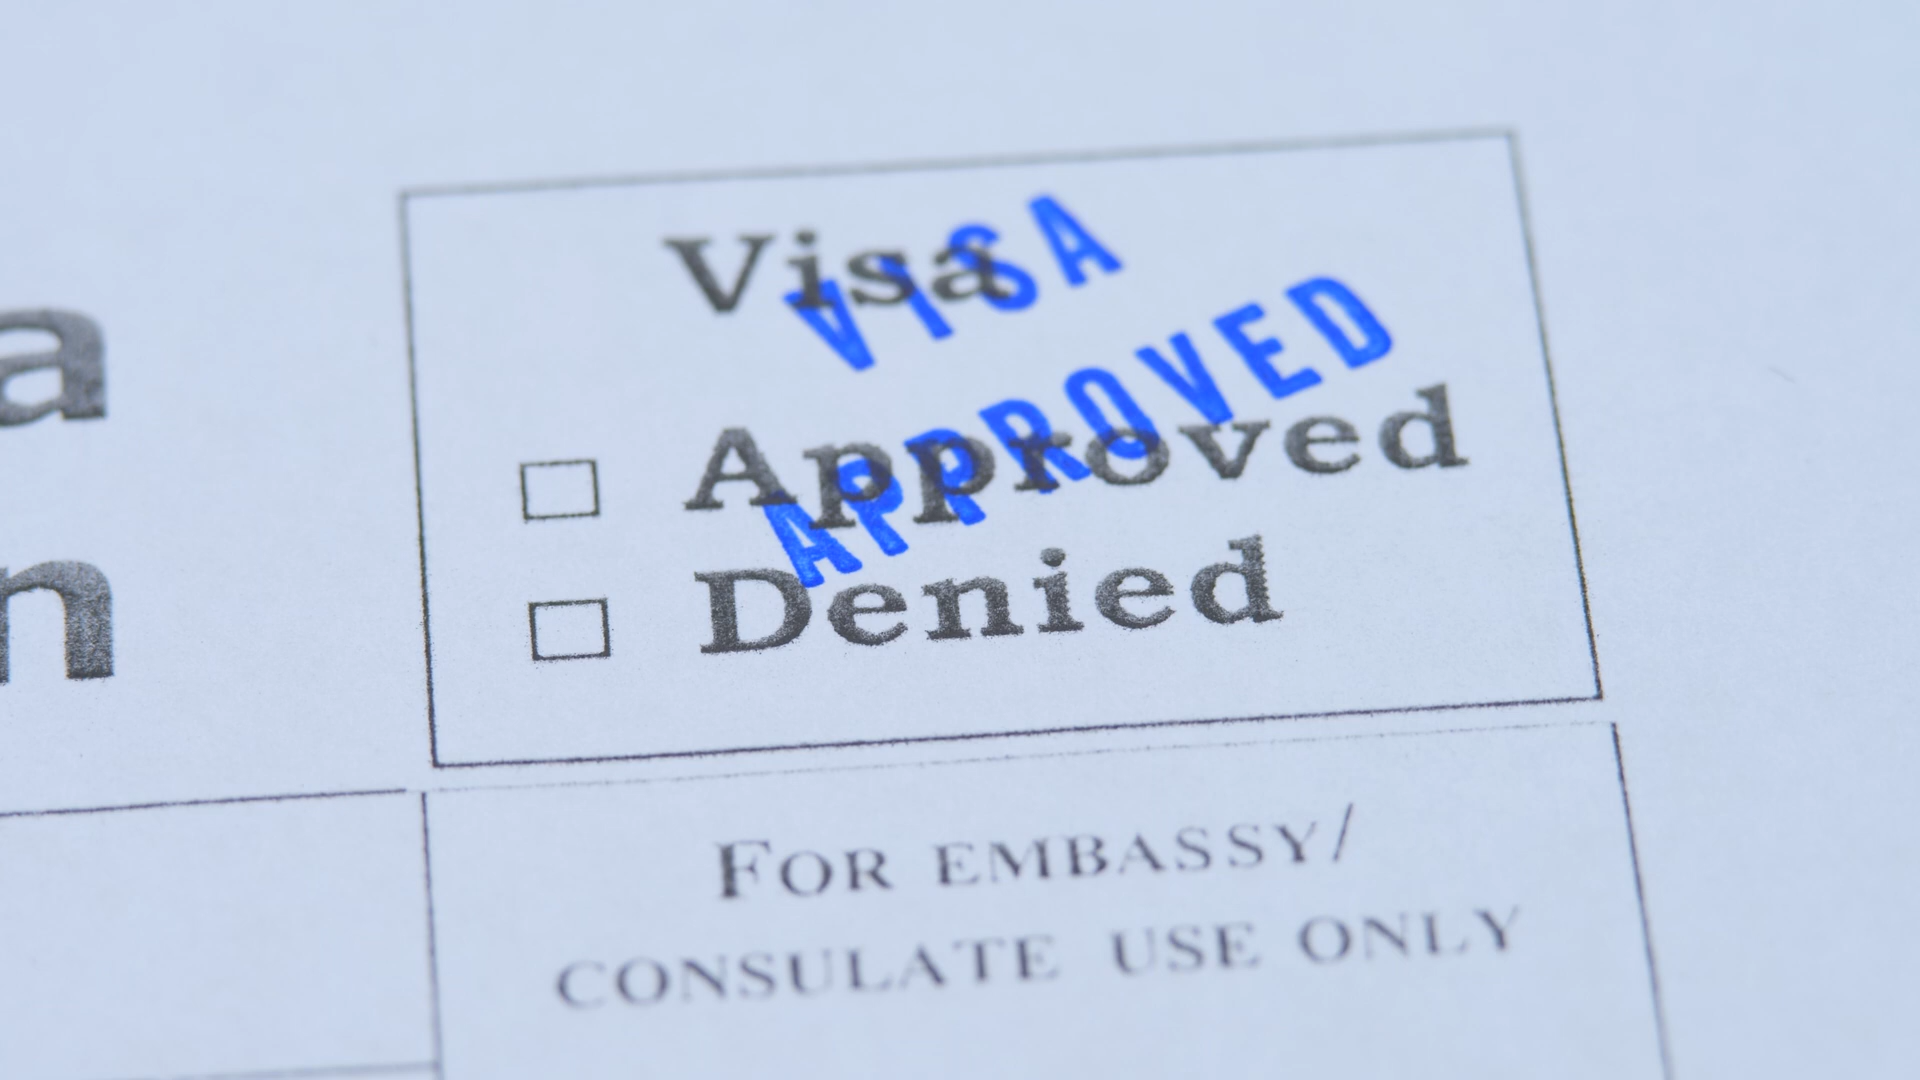 Visa
VISA
APPROVED
☐ Approved
☐ Denied
a
n
FOR EMBASSY/
CONSULATE USE ONLY